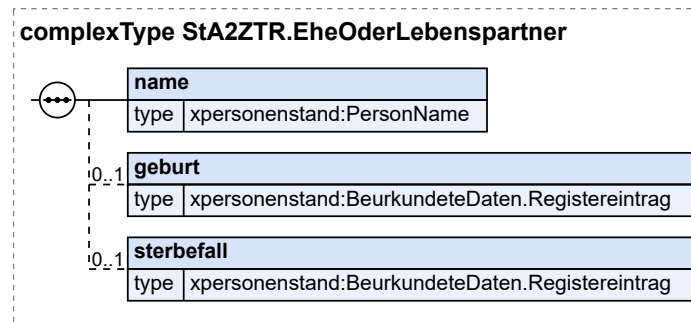 complexType StA2ZTR.EheOderLebenspartner
name
type xpersonenstand:PersonName
0..1 geburt
type xpersonenstand:BeurkundeteDaten.Registereintrag
0..1 sterbefall
type xpersonenstand:BeurkundeteDaten.Registereintrag